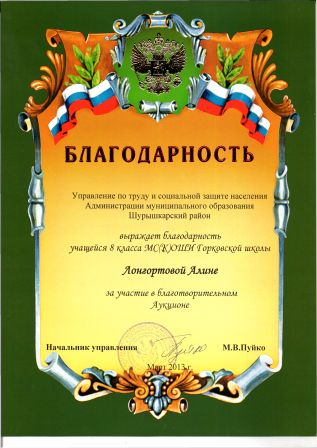 БЛАГОДАРНОСТЬ
Управление по труду и социальной защите населения
Администрации муниципального образования
Шурышкарский район
выражает благодарность
учащейся 8 класса МС(К)ОШИ Горковской школы
Лонгортовой Алине
за участие в благотворительном
Аукционе
Начальник управления М.В.Пуйко
Март 2013 г.